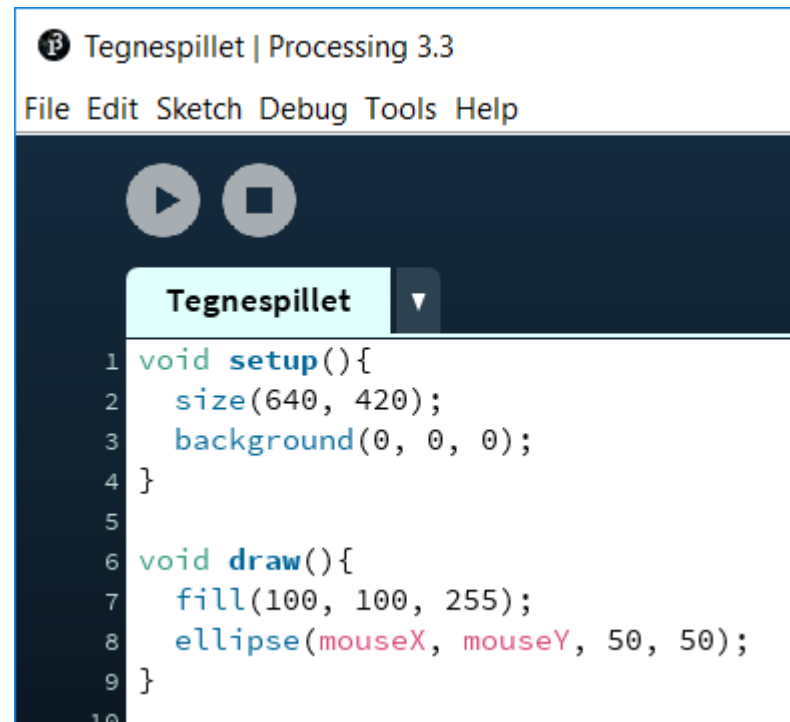 Tegnespillet | Processing 3.3
File Edit Sketch Debug Tools Help
Tegnespillet
1 void setup(){
2   size(640, 420);
3   background(0, 0, 0);
4 }
5
6 void draw(){
7   fill(100, 100, 255);
8   ellipse(mouseX, mouseY, 50, 50);
9 }
10